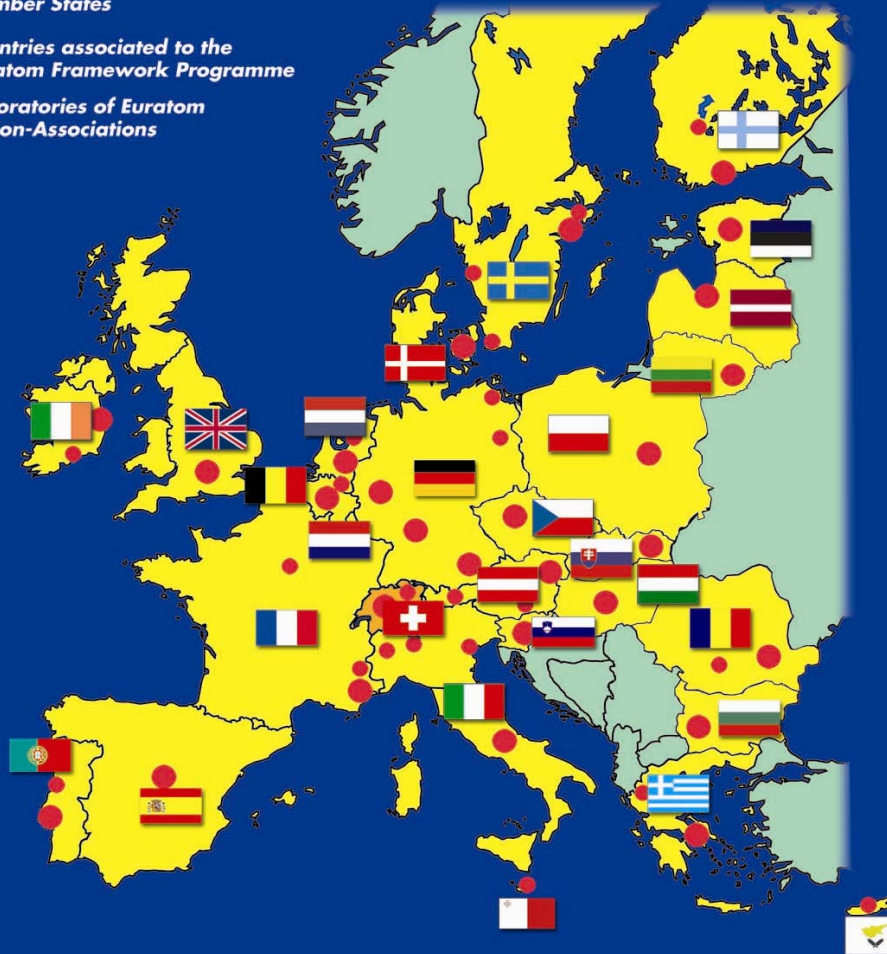 mber States
ntries associated to the
atom Framework Programme
oratories of Euratom
on-Associations